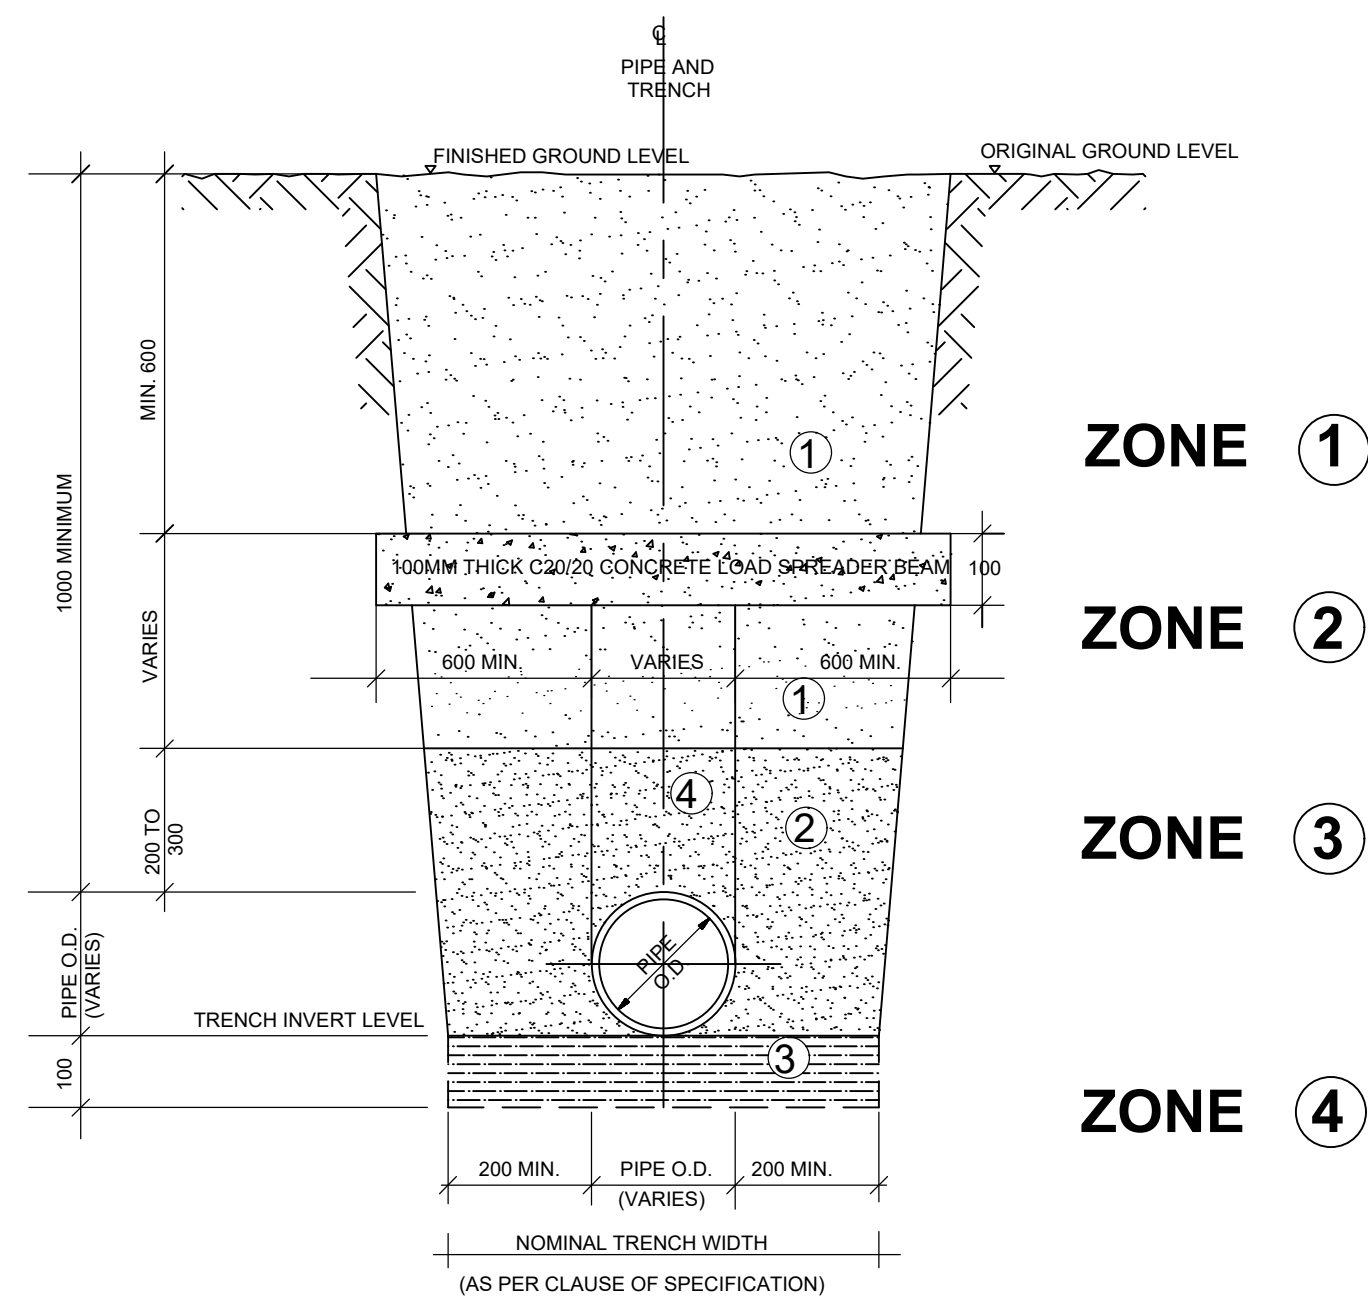 ℄
PIPE AND
TRENCH
FINISHED GROUND LEVEL
ORIGINAL GROUND LEVEL
MIN. 600
1000 MINIMUM
1
ZONE 1
100MM THICK C20/20 CONCRETE LOAD SPREADER BEAM
100
ZONE 2
VARIES
600 MIN.
VARIES
600 MIN.
1
4
2
ZONE 3
200 TO
300
PIPE O.D.
(VARIES)
PIPE
O.D
TRENCH INVERT LEVEL
3
100
ZONE 4
200 MIN.
PIPE O.D.
(VARIES)
200 MIN.
NOMINAL TRENCH WIDTH
(AS PER CLAUSE OF SPECIFICATION)